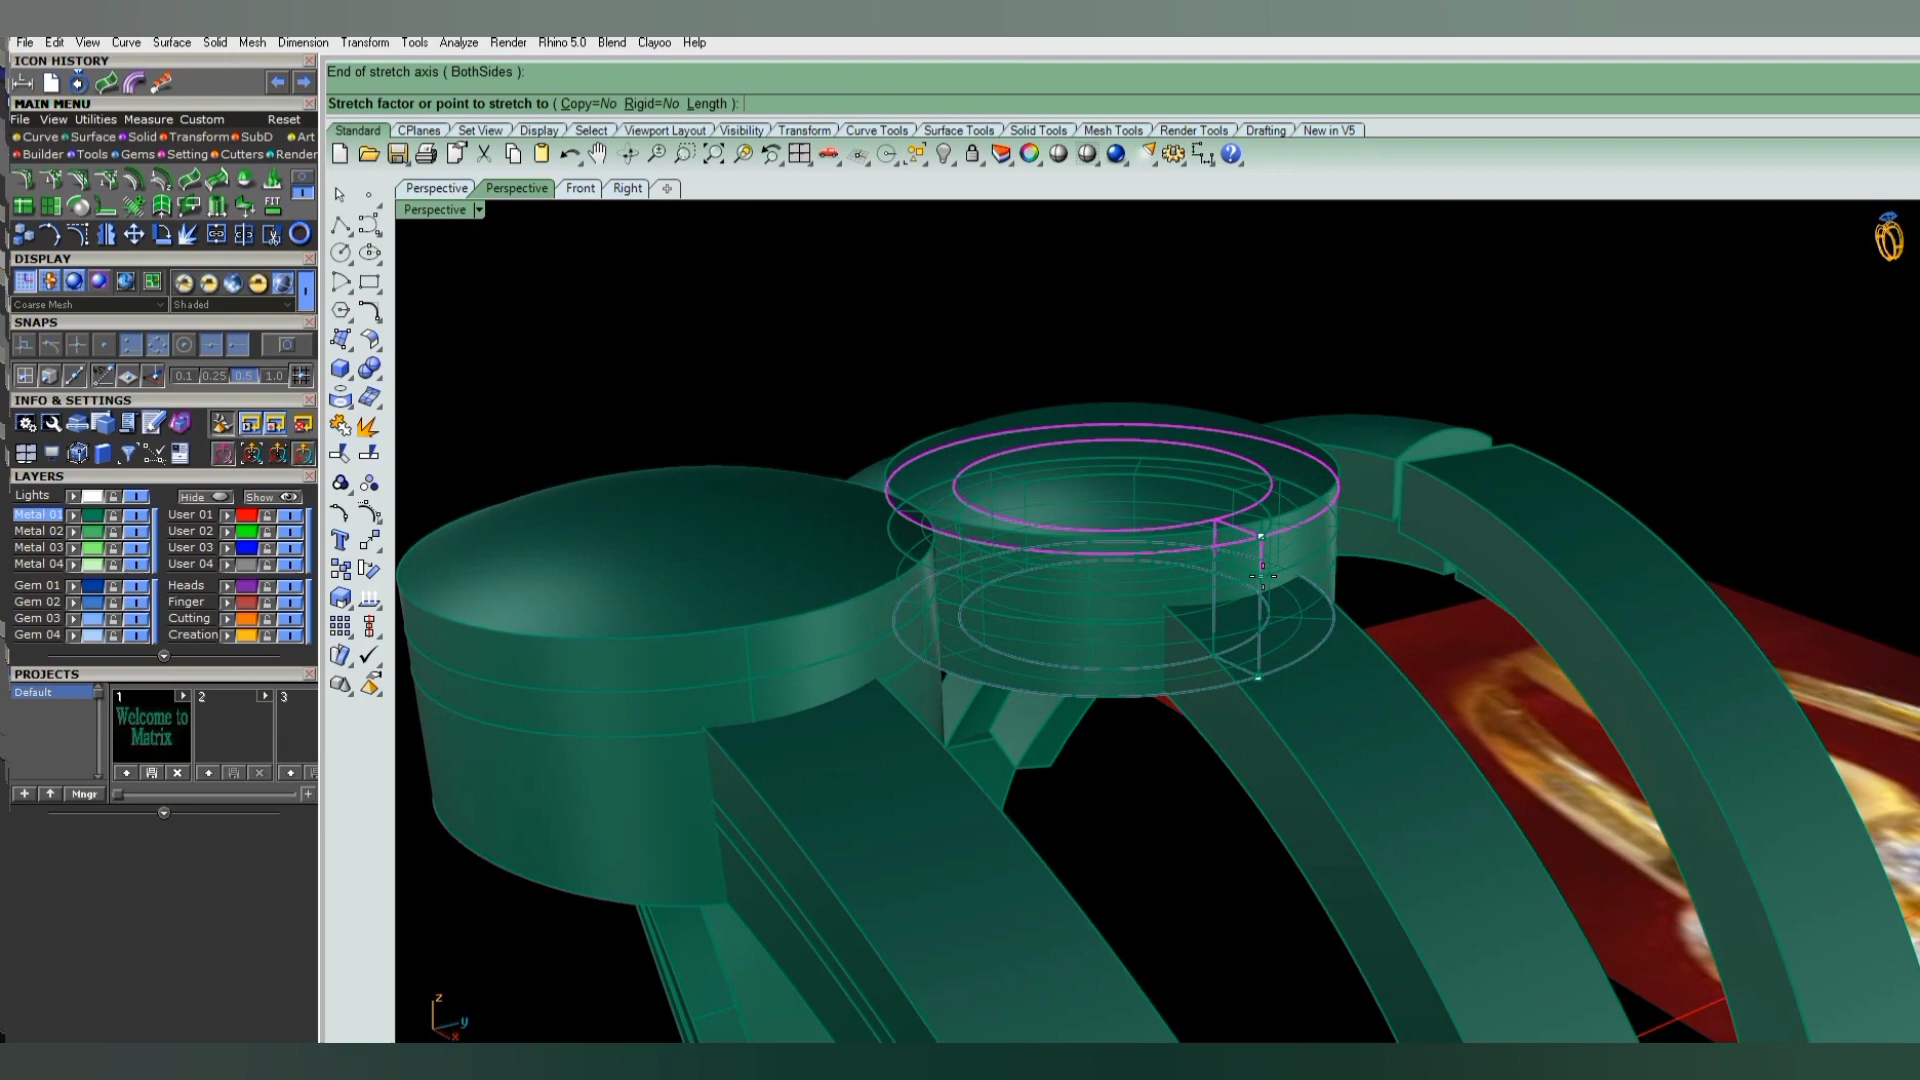 File Edit View Curve Surface Solid Mesh Dimension Transform Tools Analyze Render Rhino 5.0 Blend Clayoo Help
ICON HISTORY
MAIN MENU
File View Utilities Measure Custom Reset
Curve Surface Solid Transform SubD Art
Builder Tools Gems Setting Cutters Render
FIT
DISPLAY
Coarse Mesh Shaded
SNAPS
0.1 0.25 0.5 1.0
INFO & SETTINGS
LAYERS
Lights Hide Show
Metal 01 User 01
Metal 02 User 02
Metal 03 User 03
Metal 04 User 04
Gem 01 Heads
Gem 02 Finger
Gem 03 Cutting
Gem 04 Creation
PROJECTS
Default 1 2 3
Welcome to
Matrix
Mngr
End of stretch axis ( BothSides ):
Stretch factor or point to stretch to ( Copy=No Rigid=No Length ):
Standard CPlanes Set View Display Select Viewport Layout Visibility Transform Curve Tools Surface Tools Solid Tools Mesh Tools Render Tools Drafting New in V5
Perspective Perspective Front Right
Perspective
z
y
x